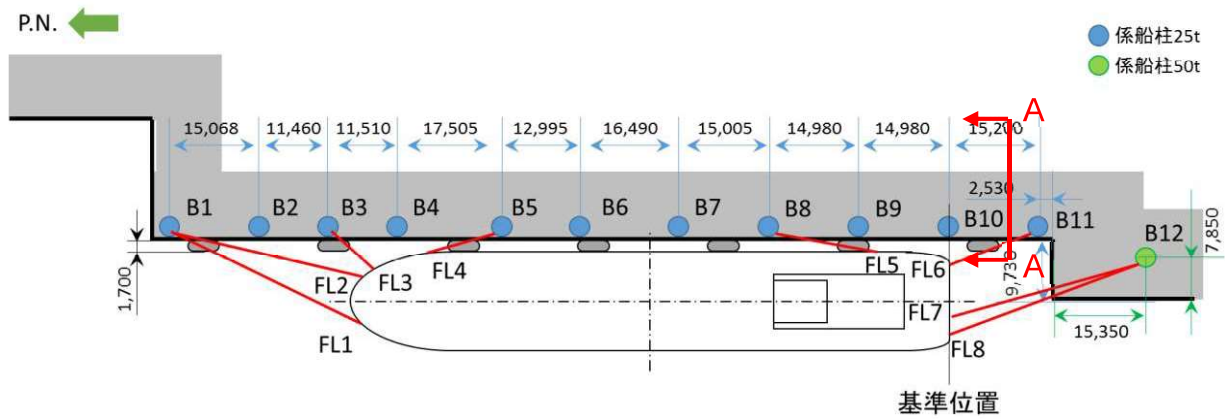 P.N.
係船柱25t
係船柱50t
A
15,068
11,460
11,510
17,505
12,995
16,490
15,005
14,980
14,980
15,200
2,530
B1
B2
B3
B4
B5
B6
B7
B8
B9
B10
B11
B12
7,850
1,700
FL2
FL3
FL4
FL5
FL6
A
9,730
FL1
FL7
FL8
15,350
基準位置